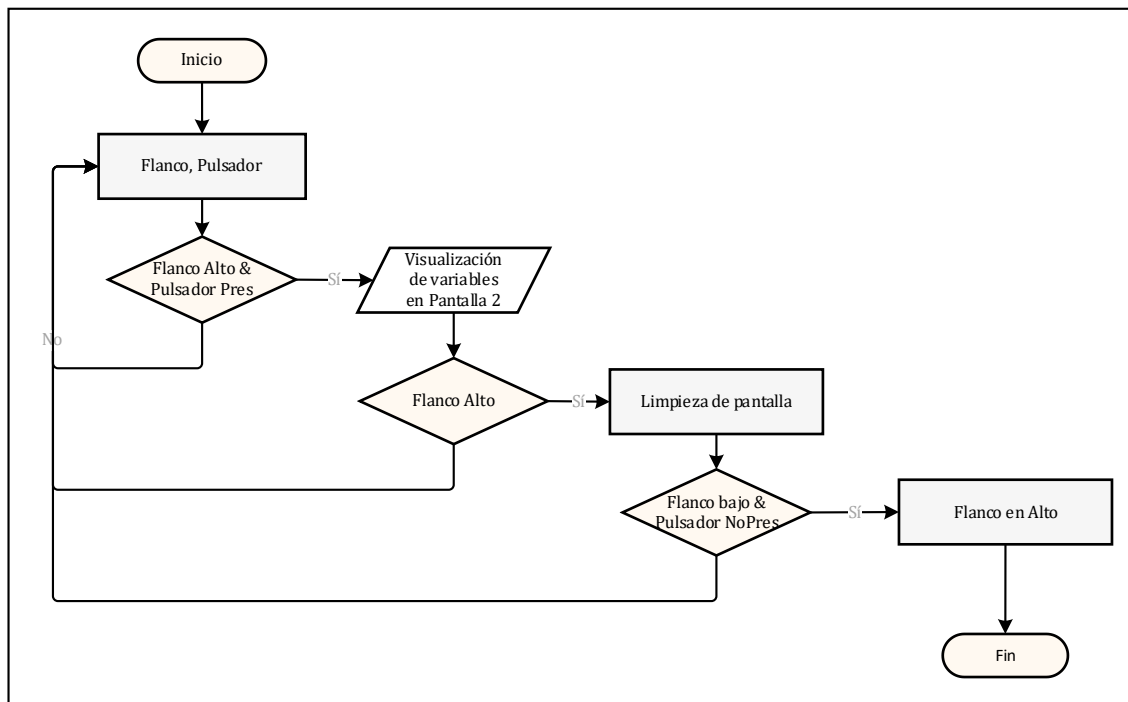 Inicio
Flanco, Pulsador
Flanco Alto &
Pulsador Pres
Sí
Visualización
de variables
en Pantalla 2
No
Flanco Alto
Sí
Limpieza de pantalla
Flanco bajo &
Pulsador NoPres
Sí
Flanco en Alto
Fin